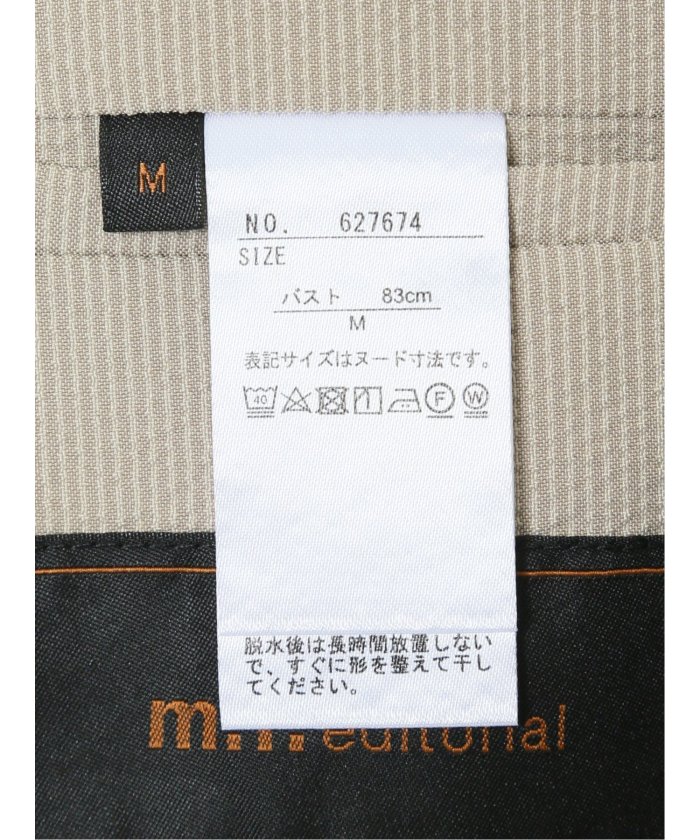 M
NO. 627674
SIZE
バスト 83cm
M
表記サイズはヌード寸法です。
40 F W
脱水後は長時間放置しない
で、すぐに形を整えて干し
てください。
editorial